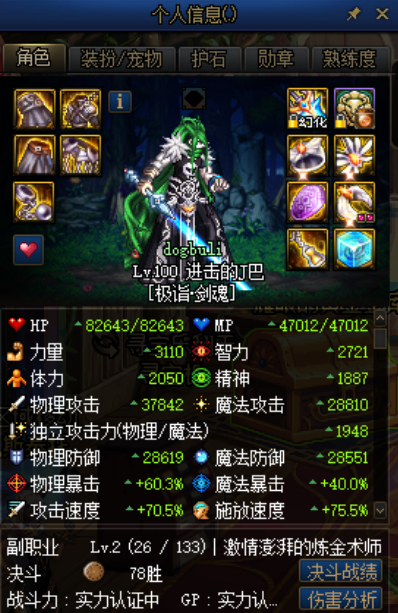 个人信息()
角色 装扮/宠物 护石 勋章 熟练度
幻化
dogbuli
Lv.100 进击的J巴
[极诣·剑魂]
HP 82643/82643 MP 47012/47012
力量 3110 智力 2721
体力 2050 精神 1887
物理攻击 37842 魔法攻击 28810
独立攻击力(物理/魔法) 1948
物理防御 28619 魔法防御 28551
物理暴击 +60.3% 魔法暴击 +40.0%
攻击速度 +70.5% 施放速度 +75.5%
副职业 Lv.2 (26 / 133) | 激情澎湃的炼金术师
决斗 78胜 决斗战绩
战斗力: 实力认证中 GP: 实力认... 伤害分析